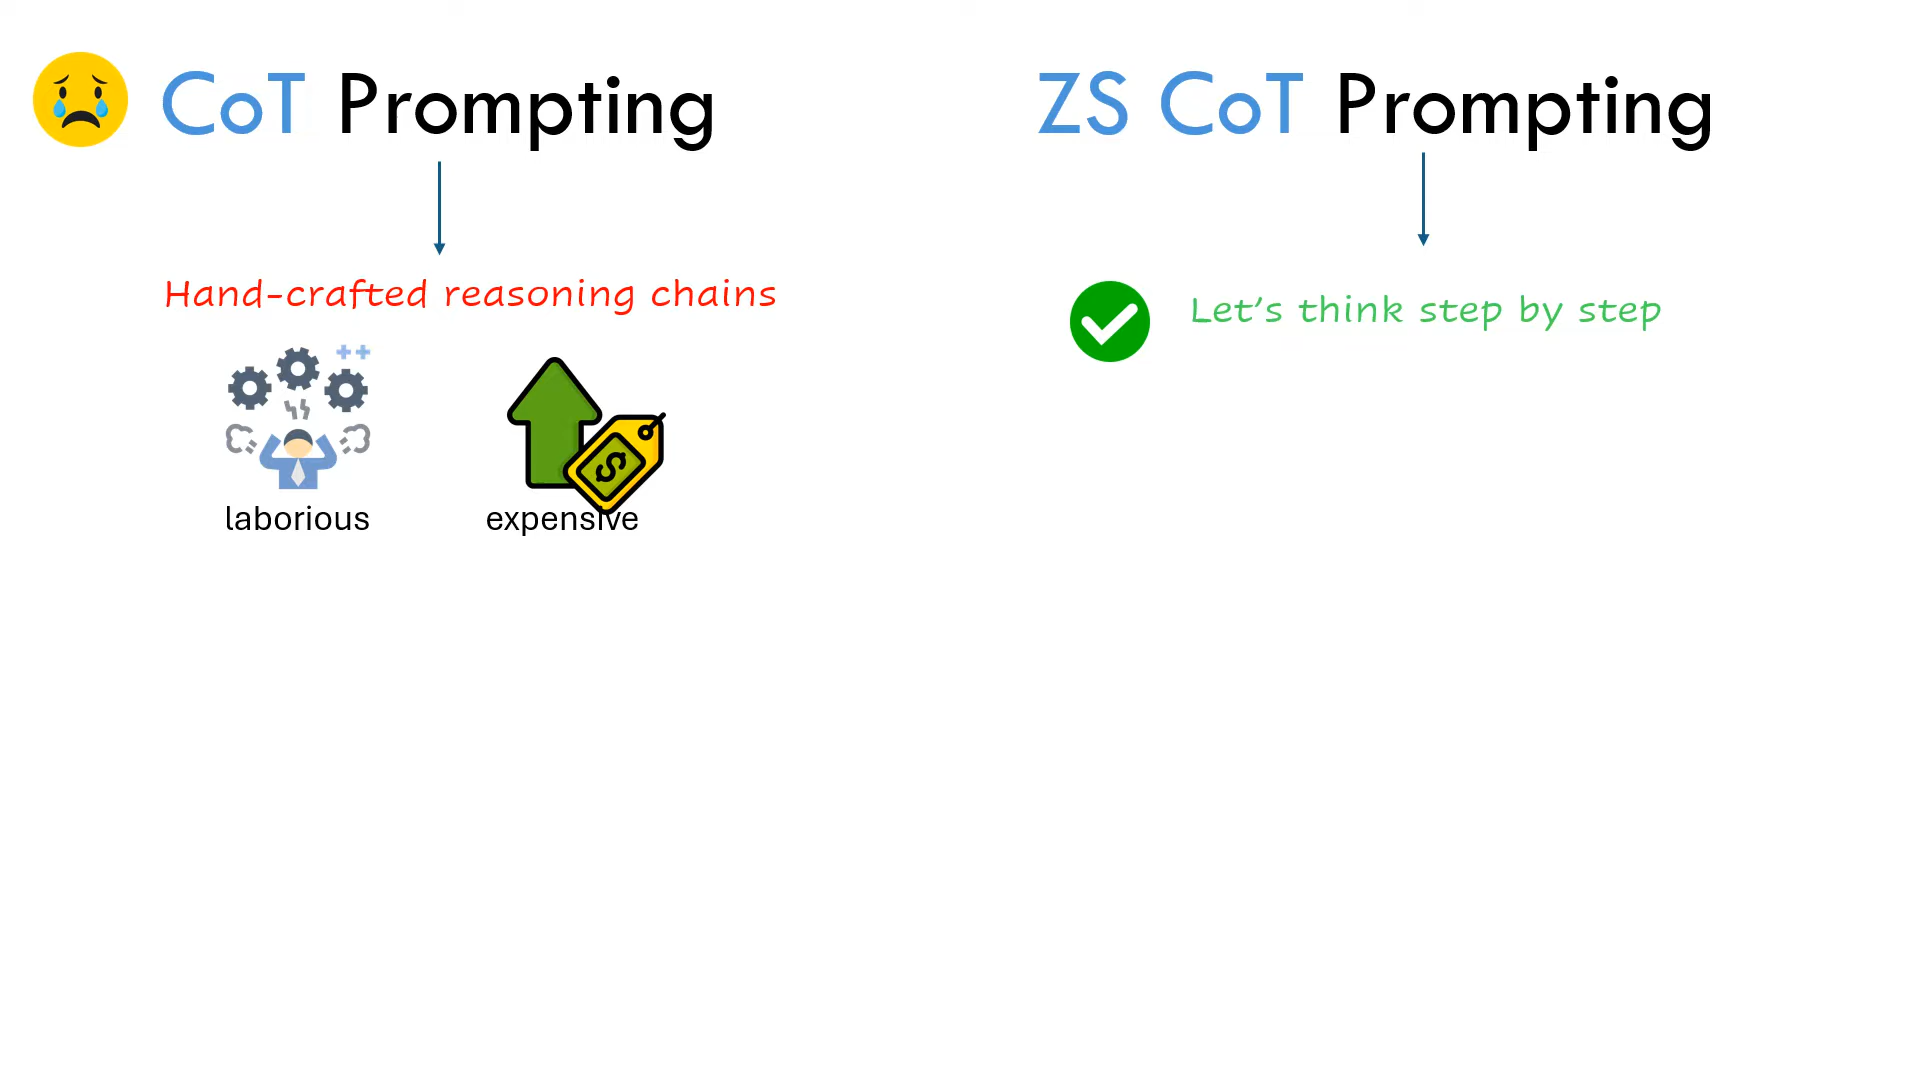 CoT Prompting
Hand-crafted reasoning chains
laborious
expensive
ZS CoT Prompting
Let's think step by step